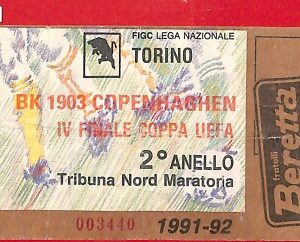 FIGC LEGA NAZIONALE
TORINO
BK 1903 COPENHAGHEN
IV FINALE COPPA UEFA
2° ANELLO
Tribuna Nord Maratona
003440
1991-92
fratelli
Beretta